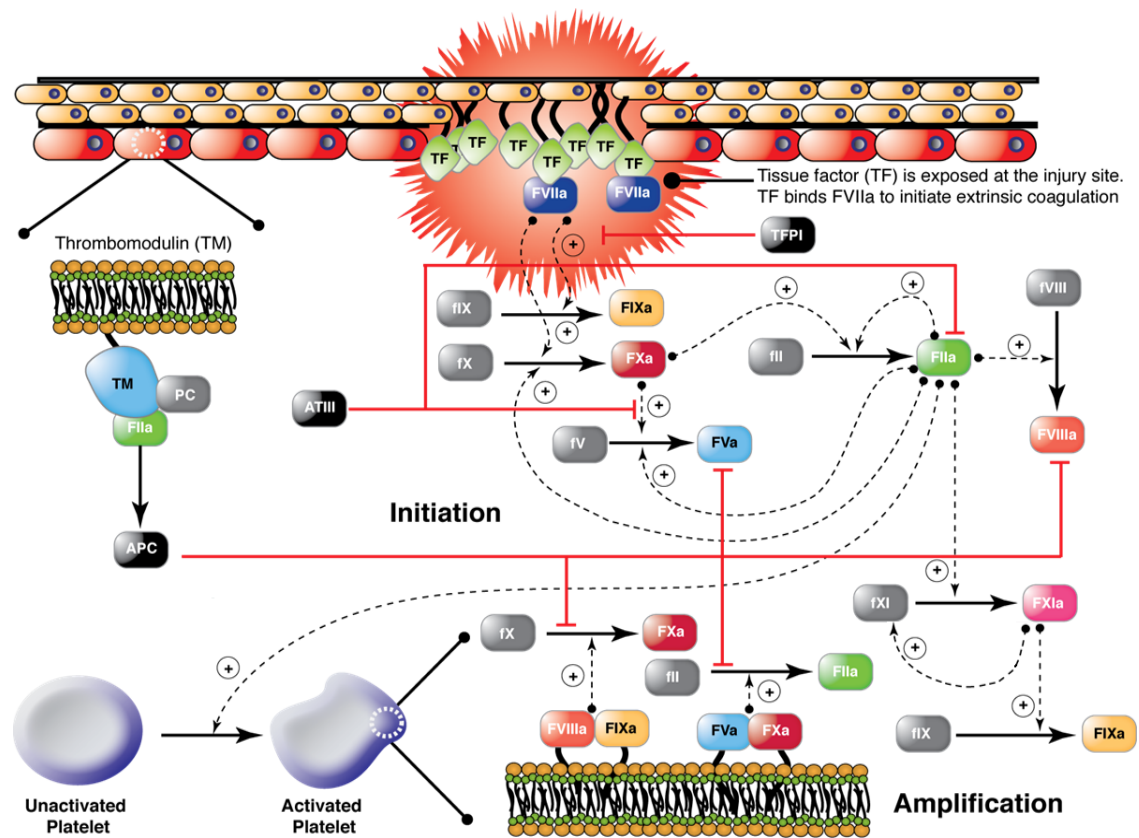 TF
TF
TF
TF
TF
TF
TF
FVIIa
FVIIa
Tissue factor (TF) is exposed at the injury site.
TF binds FVIIa to initiate extrinsic coagulation
Thrombomodulin (TM)
+
TFPI
fIX
FIXa
+
+
fVIII
fX
FXa
+
fII
FIIa
+
TM
PC
FIIa
ATIII
+
fV
FVa
FVIIIa
+
Initiation
APC
+
fXI
FXIa
fX
FXa
+
fII
FIIa
+
+
+
+
FVIIIa
FIXa
FVa
FXa
fIX
FIXa
Unactivated
Platelet
Activated
Platelet
Amplification